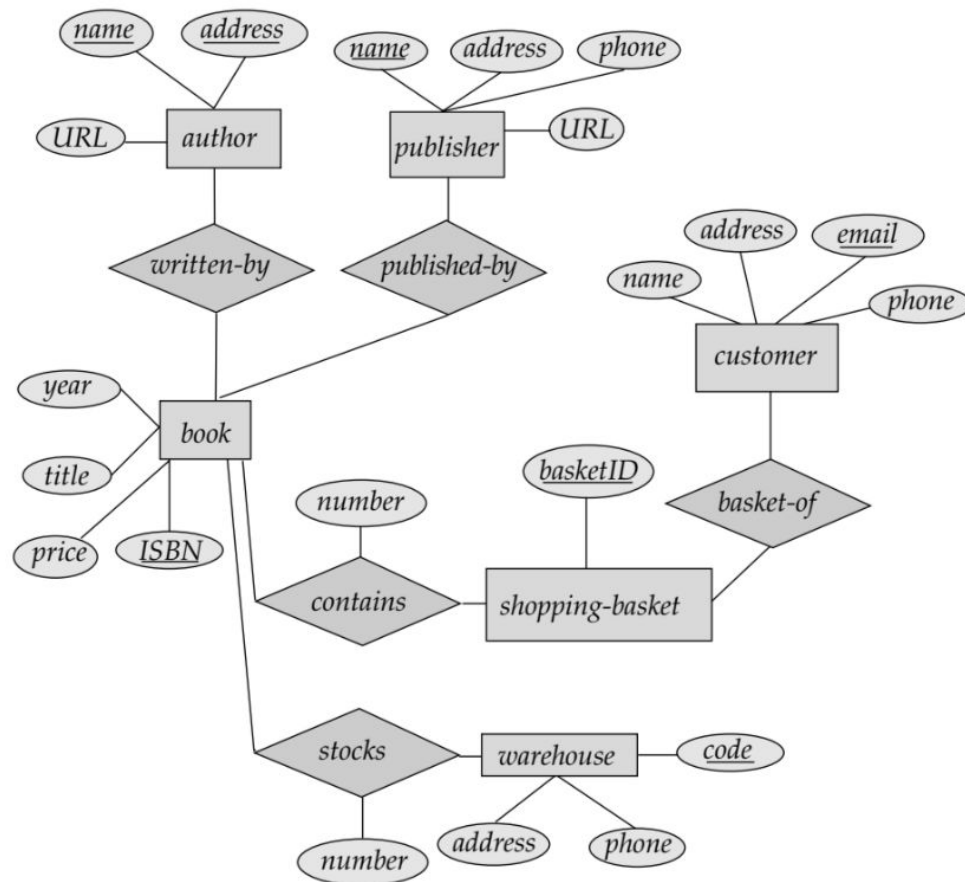 name
address
URL
author
name
address
phone
publisher
URL
written-by
published-by
address
email
name
phone
customer
year
book
title
price
ISBN
number
basketID
basket-of
contains
shopping-basket
stocks
warehouse
code
number
address
phone